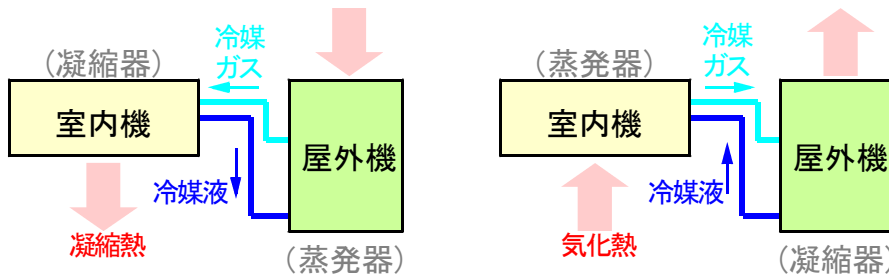 (凝縮器)
冷媒
ガス
室内機
屋外機
冷媒液
凝縮熱
(蒸発器)
(蒸発器)
冷媒
ガス
室内機
屋外機
冷媒液
気化熱
(凝縮器)